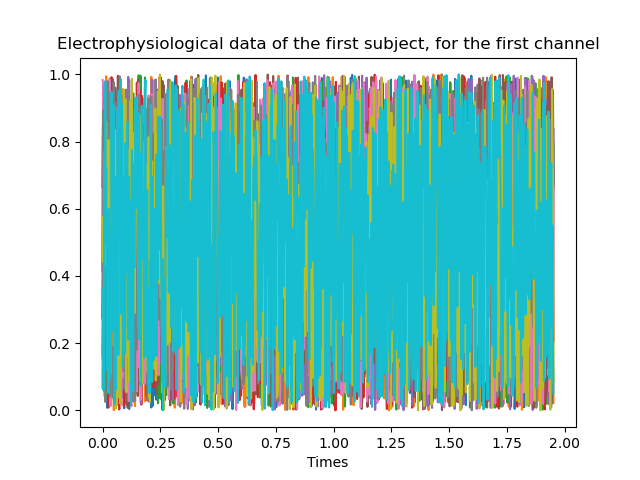 Electrophysiological data of the first subject, for the first channel
1.0
0.8
0.6
0.4
0.2
0.0
0.00 0.25 0.50 0.75 1.00 1.25 1.50 1.75 2.00
Times